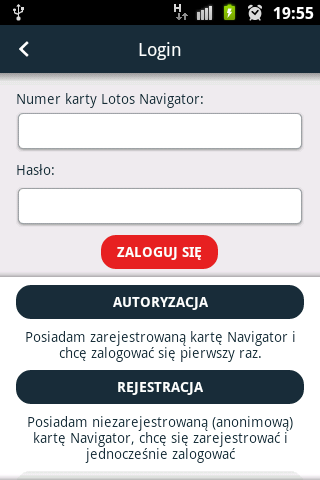 H
19:55
Login
Numer karty Lotos Navigator:
Hasło:
ZALOGUJ SIĘ
AUTORYZACJA
Posiadam zarejestrowaną kartę Navigator i
chcę zalogować się pierwszy raz.
REJESTRACJA
Posiadam niezarejestrowaną (anonimową)
kartę Navigator, chcę się zarejestrować i
jednocześnie zalogować